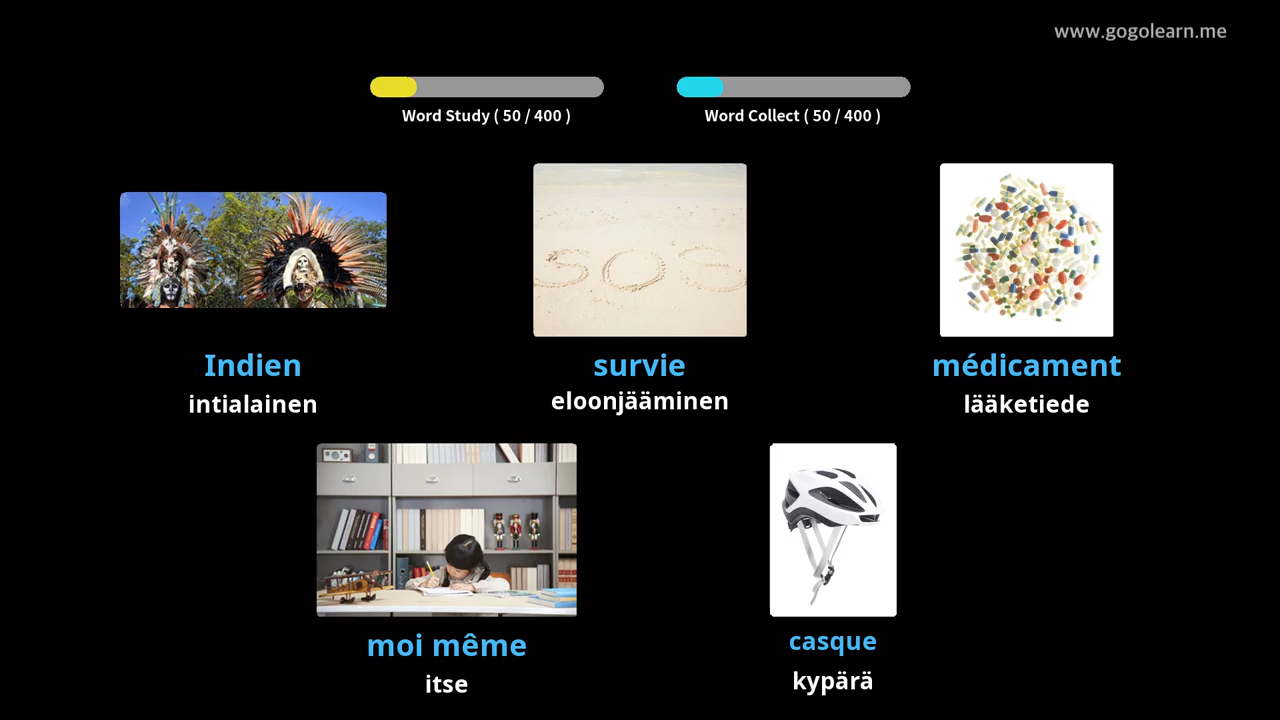 www.gogolearn.me
Word Study ( 50 / 400 )
Word Collect ( 50 / 400 )
SOS
Indien
survie
médicament
intialainen
eloonjääminen
lääketiede
moi même
casque
itse
kypärä